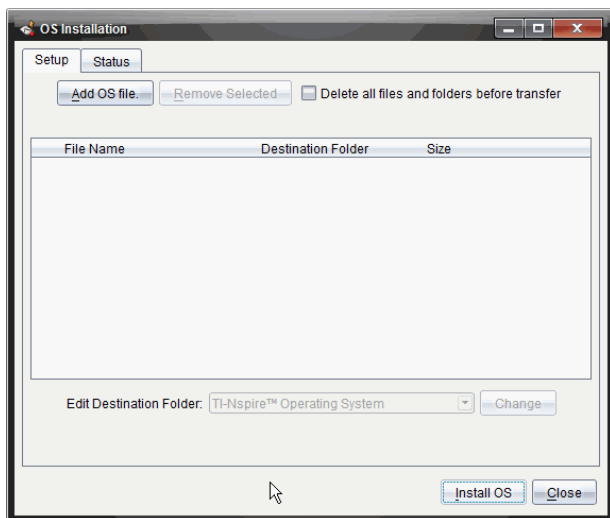 OS Installation
Setup Status
Add OS file. Remove Selected Delete all files and folders before transfer
File Name Destination Folder Size
Edit Destination Folder: TI-Nspire™ Operating System Change
Install OS Close